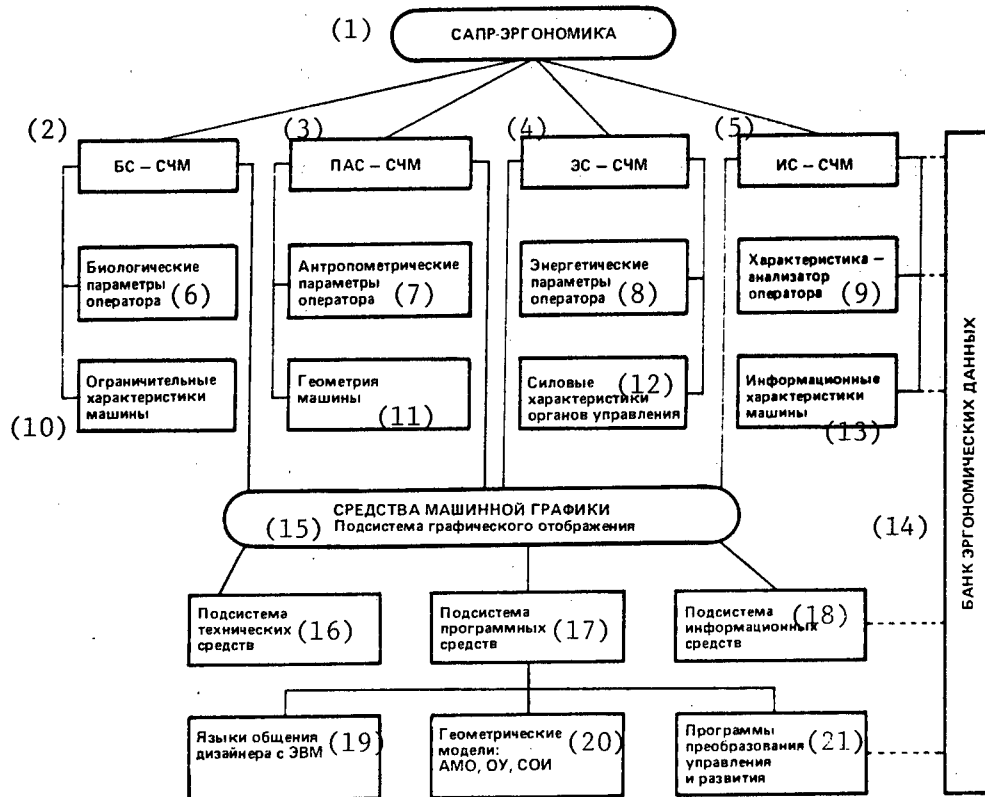 (1) САПР-ЭРГОНОМИКА
(2) (3) (4) (5)
БС – СЧМ
ПАС – СЧМ
ЭС – СЧМ
ИС – СЧМ
Биологические
параметры
оператора (6)
Антропометрические
параметры
оператора (7)
Энергетические
параметры
оператора (8)
Характеристика –
анализатор
оператора (9)
Ограничительные
характеристики
машины
(10)
Геометрия
машины
(11)
Силовые (12)
характеристики
органов управления
Информационные
характеристики
машины
(13)
СРЕДСТВА МАШИННОЙ ГРАФИКИ
(15) Подсистема графического отображения
(14)
БАНК ЭРГОНОМИЧЕСКИХ ДАННЫХ
Подсистема
технических (16)
средств
Подсистема
программных (17)
средств
Подсистема (18)
информационных
средств
Языки общения (19)
дизайнера с ЭВМ
Геометрические (20)
модели:
АМО, ОУ, СОИ
Программы
преобразования (21)
управления
и развития